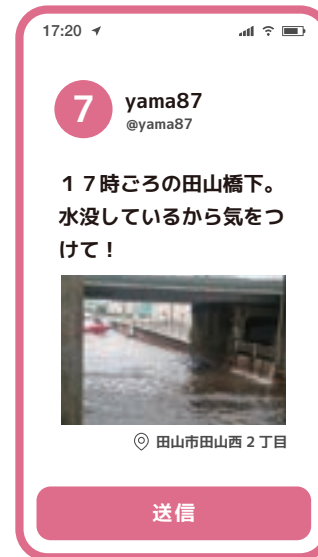 17:20
7
yama87
@yama87
１７時ごろの田山橋下。
水没しているから気をつ
けて！
田山市田山西２丁目
送信